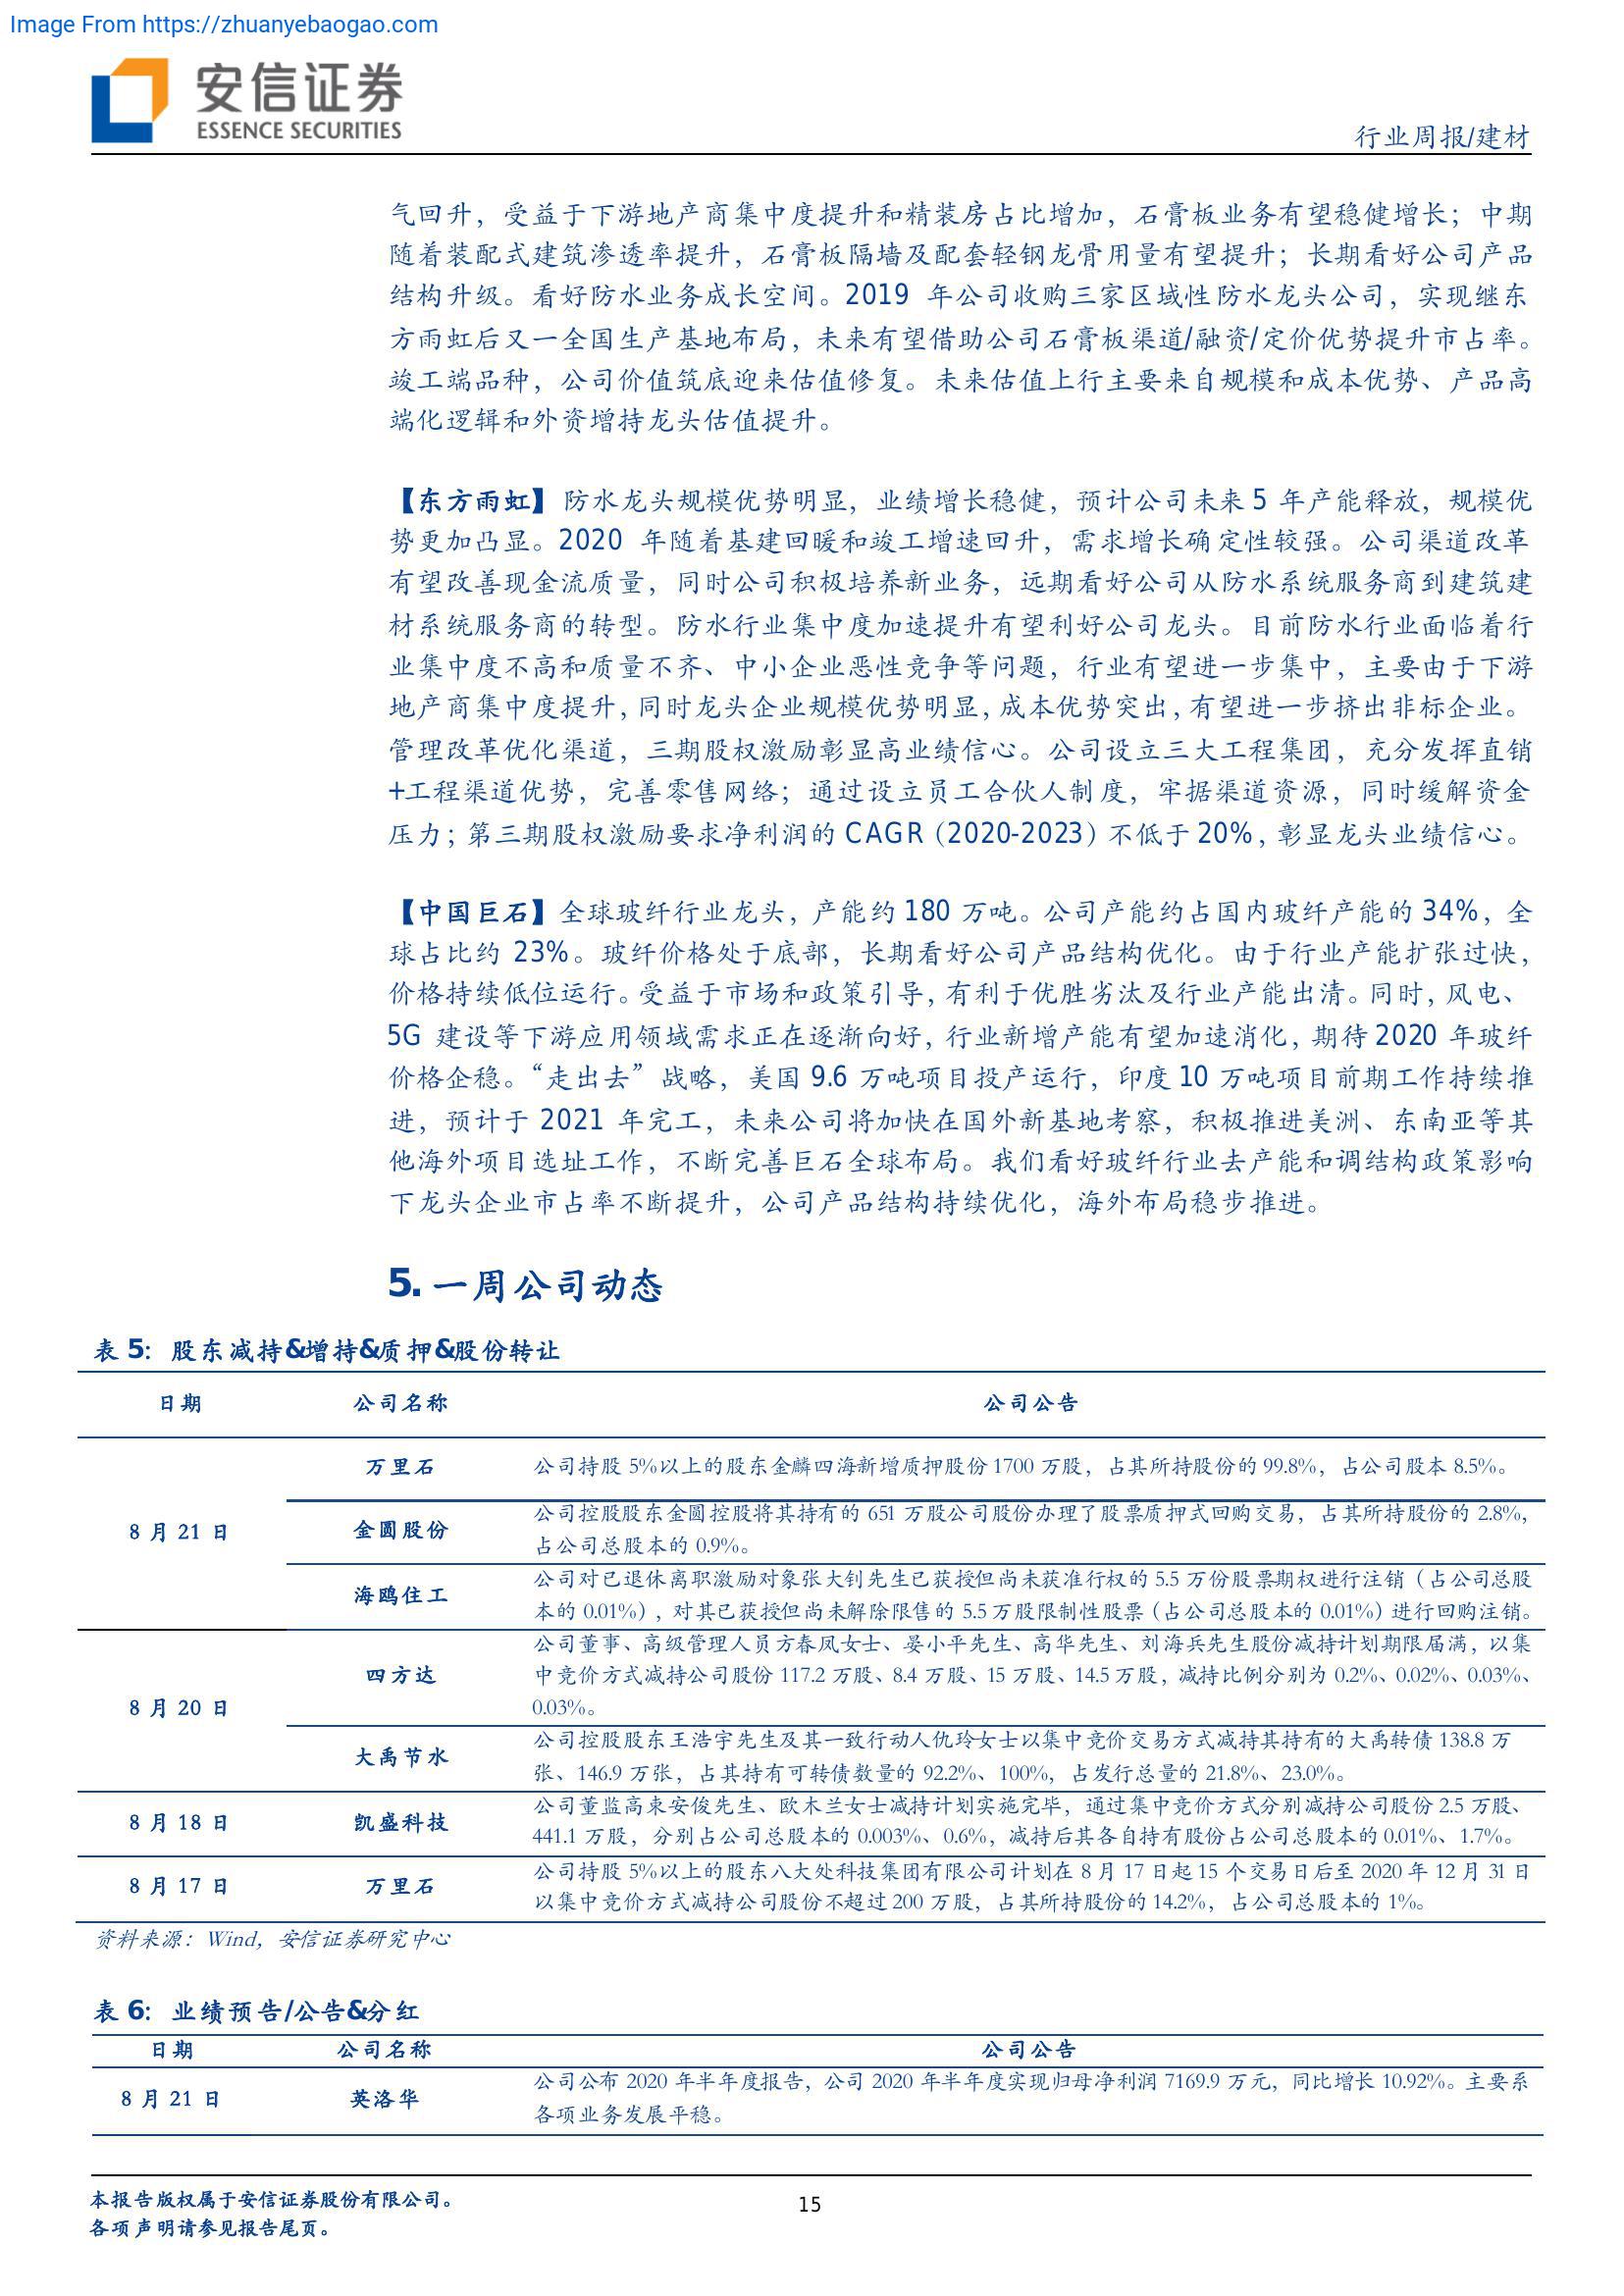 Image From https://zhuanyebaogao.com
安信证券
ESSENCE SECURITIES
行业周报/建材
气回升，受益于下游地产商集中度提升和精装房占比增加，石膏板业务有望稳健增长；中期
随着装配式建筑渗透率提升，石膏板隔墙及配套轻钢龙骨用量有望提升；长期看好公司产品
结构升级。看好防水业务成长空间。2019 年公司收购三家区域性防水龙头公司，实现继东
方雨虹后又一全国生产基地布局，未来有望借助公司石膏板渠道/融资/定价优势提升市占率。
竣工端品种，公司价值筑底迎来估值修复。未来估值上行主要来自规模和成本优势、产品高
端化逻辑和外资增持龙头估值提升。
【东方雨虹】防水龙头规模优势明显，业绩增长稳健，预计公司未来 5 年产能释放，规模优
势更加凸显。2020 年随着基建回暖和竣工增速回升，需求增长确定性较强。公司渠道改革
有望改善现金流质量，同时公司积极培养新业务，远期看好公司从防水系统服务商到建筑建
材系统服务商的转型。防水行业集中度加速提升有望利好公司龙头。目前防水行业面临着行
业集中度不高和质量不齐、中小企业恶性竞争等问题，行业有望进一步集中，主要由于下游
地产商集中度提升，同时龙头企业规模优势明显，成本优势突出，有望进一步挤出非标企业。
管理改革优化渠道，三期股权激励彰显高业绩信心。公司设立三大工程集团，充分发挥直销
+工程渠道优势，完善零售网络；通过设立员工合伙人制度，牢据渠道资源，同时缓解资金
压力；第三期股权激励要求净利润的 CAGR（2020-2023）不低于 20%，彰显龙头业绩信心。
【中国巨石】全球玻纤行业龙头，产能约 180 万吨。公司产能约占国内玻纤产能的 34%，全
球占比约 23%。玻纤价格处于底部，长期看好公司产品结构优化。由于行业产能扩张过快，
价格持续低位运行。受益于市场和政策引导，有利于优胜劣汰及行业产能出清。同时，风电、
5G 建设等下游应用领域需求正在逐渐向好，行业新增产能有望加速消化，期待 2020 年玻纤
价格企稳。“走出去”战略，美国 9.6 万吨项目投产运行，印度 10 万吨项目前期工作持续推
进，预计于 2021 年完工，未来公司将加快在国外新基地考察，积极推进美洲、东南亚等其
他海外项目选址工作，不断完善巨石全球布局。我们看好玻纤行业去产能和调结构政策影响
下龙头企业市占率不断提升，公司产品结构持续优化，海外布局稳步推进。
5. 一周公司动态
表 5：股东减持&增持&质押&股份转让
日期 公司名称 公司公告
万里石 公司持股 5%以上的股东金麟四海新增质押股份 1700 万股，占其所持股份的 99.8%，占公司股本 8.5%。
8 月 21 日 金圆股份 公司控股股东金圆控股将其持有的 651 万股公司股份办理了股票质押式回购交易，占其所持股份的 2.8%，
占公司总股本的 0.9%。
海鸥住工 公司对已退休离职激励对象张大钊先生已获授但尚未获准行权的 5.5 万份股票期权进行注销（占公司总股
本的 0.01%），对其已获授但尚未解除限售的 5.5 万股限制性股票（占公司总股本的 0.01%）进行回购注销。
8 月 20 日 四方达 公司董事、高级管理人员方春凤女士、晏小平先生、高华先生、刘海兵先生股份减持计划期限届满，以集
中竞价方式减持公司股份 117.2 万股、8.4 万股、15 万股、14.5 万股，减持比例分别为 0.2%、0.02%、0.03%、
0.03%。
大禹节水 公司控股股东王浩宇先生及其一致行动人仇玲女士以集中竞价交易方式减持其持有的大禹转债 138.8 万
张、146.9 万张，占其持有可转债数量的 92.2%、100%，占发行总量的 21.8%、23.0%。
8 月 18 日 凯盛科技 公司董监高束安俊先生、欧木兰女士减持计划实施完毕，通过集中竞价方式分别减持公司股份 2.5 万股、
441.1 万股，分别占公司总股本的 0.003%、0.6%，减持后其各自持有股份占公司总股本的 0.01%、1.7%。
8 月 17 日 万里石 公司持股 5%以上的股东八大处科技集团有限公司计划在 8 月 17 日起 15 个交易日后至 2020 年 12 月 31 日
以集中竞价方式减持公司股份不超过 200 万股，占其所持股份的 14.2%，占公司总股本的 1%。
资料来源：Wind，安信证券研究中心
表 6：业绩预告/公告&分红
日期 公司名称 公司公告
8 月 21 日 英洛华 公司公布 2020 年半年度报告，公司 2020 年半年度实现归母净利润 7169.9 万元，同比增长 10.92%。主要系
各项业务发展平稳。
本报告版权属于安信证券股份有限公司。
15
各项声明请参见报告尾页。